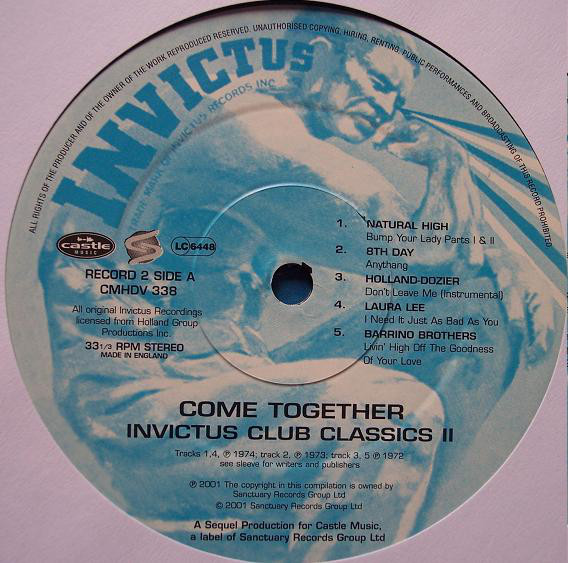 ALL RIGHTS OF THE PRODUCER AND OF THE OWNER OF THE WORK REPRODUCED RESERVED. UNAUTHORISED COPYING, HIRING, RENTING, PUBLIC PERFORMANCES AND BROADCASTING OF THIS RECORD PROHIBITED.
INVICTUS
TRADE MARK INVICTUS RECORDS INC.
castle
MUSIC
LC 6448
RECORD 2 SIDE A
CMHDV 338
All original Invictus Recordings
licensed from Holland Group
Productions Inc.
33 1/3 RPM STEREO
MADE IN ENGLAND
1. NATURAL HIGH
Bump Your Lady Parts I & II
2. 8TH DAY
Anythang
3. HOLLAND-DOZIER
Don't Leave Me (Instrumental)
4. LAURA LEE
I Need It Just As Bad As You
5. BARRINO BROTHERS
Livin' High Off The Goodness
Of Your Love
COME TOGETHER
INVICTUS CLUB CLASSICS II
Tracks 1,4, ℗ 1974; track 2, ℗ 1973; track 3, 5 ℗ 1972
see sleeve for writers and publishers
℗ 2001 The copyright in this compilation is owned by
Sanctuary Records Group Ltd
© 2001 Sanctuary Records Group Ltd
A Sequel Production for Castle Music,
a label of Sanctuary Records Group Ltd